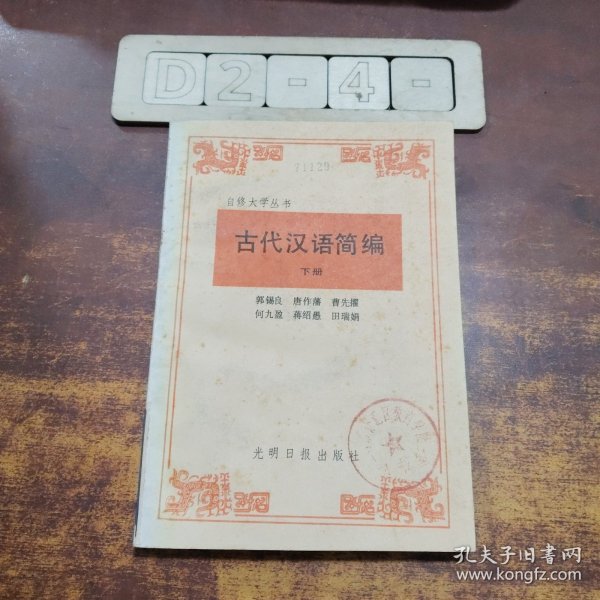 D2-4-
71129
自修大学丛书
古代汉语简编
下册
郭锡良 唐作藩 曹先擢
何九盈 蒋绍愚 田瑞娟
光明日报出版社
孔夫子旧书网
www.kongfz.com